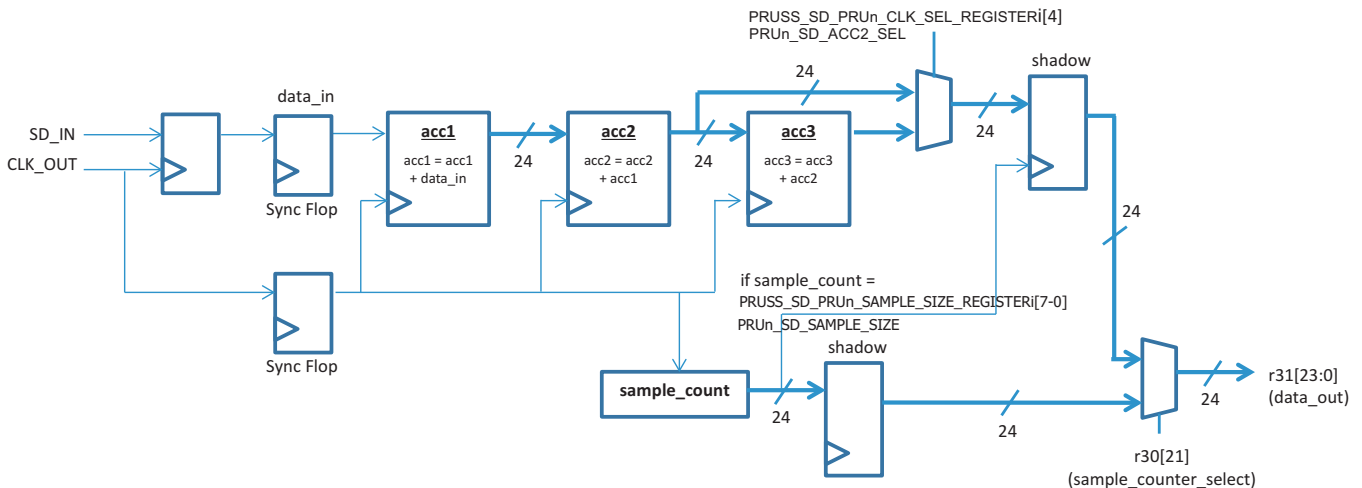 PRUSS_SD_PRUn_CLK_SEL_REGISTERi[4]
PRUn_SD_ACC2_SEL
shadow
24
data_in
SD_IN
CLK_OUT
acc1
acc1 = acc1
+ data_in
24
acc2
acc2 = acc2
+ acc1
24
acc3
acc3 = acc3
+ acc2
24
Sync Flop
24
if sample_count =
PRUSS_SD_PRUn_SAMPLE_SIZE_REGISTERi[7-0]
PRUn_SD_SAMPLE_SIZE
shadow
Sync Flop
sample_count
24
24
24
r31[23:0]
(data_out)
r30[21]
(sample_counter_select)